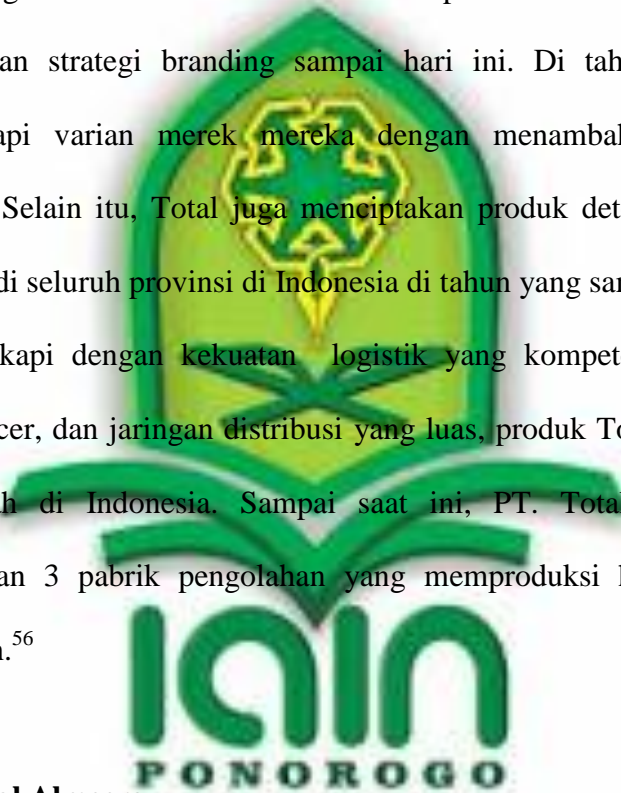 an strategi branding sampai hari ini. Di tah
api varian merek mereka dengan menambal
Selain itu, Total juga menciptakan produk det
di seluruh provinsi di Indonesia di tahun yang sar
kapi dengan kekuatan logistik yang kompet
cer, dan jaringan distribusi yang luas, produk To
ah di Indonesia. Sampai saat ini, PT. Total
an 3 pabrik pengolahan yang memproduksi
n.56
iain
PONOROGO